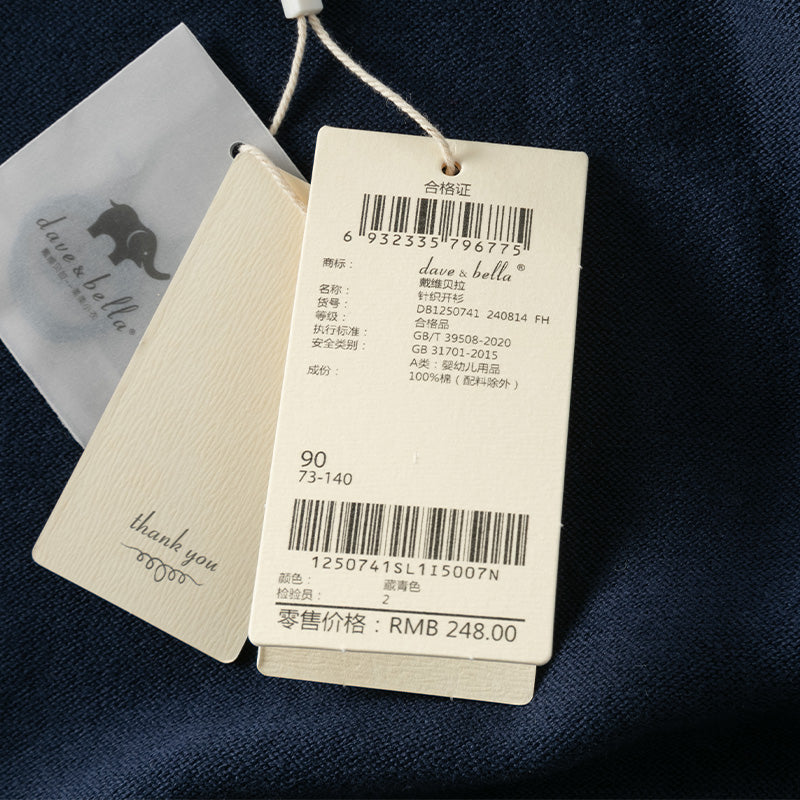 合格证
6 932335 796775
商标： dave & bella®
戴维贝拉
名称： 针织开衫
货号： DB1250741 240814 FH
等级： 合格品
执行标准： GB/T 39508-2020
安全类别： GB 31701-2015
A类：婴幼儿用品
成份： 100%棉（配料除外）
90
73-140
1250741SL1I5007N
颜色： 藏青色
检验员： 2
零售价格：RMB 248.00
dave & bella®
thank you